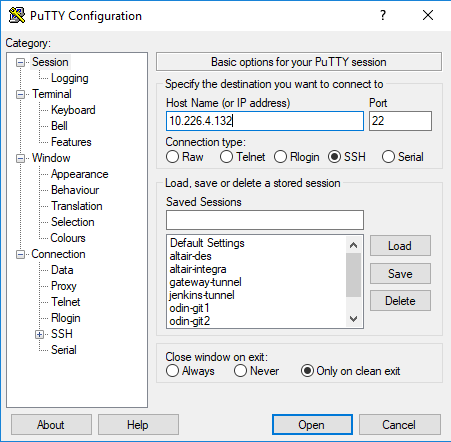 PuTTY Configuration
?
Category:
Session
Logging
Terminal
Keyboard
Bell
Features
Window
Appearance
Behaviour
Translation
Selection
Colours
Connection
Data
Proxy
Telnet
Rlogin
SSH
Serial
Basic options for your PuTTY session
Specify the destination you want to connect to
Host Name (or IP address) Port
10.226.4.132 22
Connection type:
Raw Telnet Rlogin SSH Serial
Load, save or delete a stored session
Saved Sessions
Default Settings
altair-des
altair-integra
gateway-tunnel
jenkins-tunnel
odin-git1
odin-git2
Load
Save
Delete
Close window on exit:
Always Never Only on clean exit
About Help Open Cancel